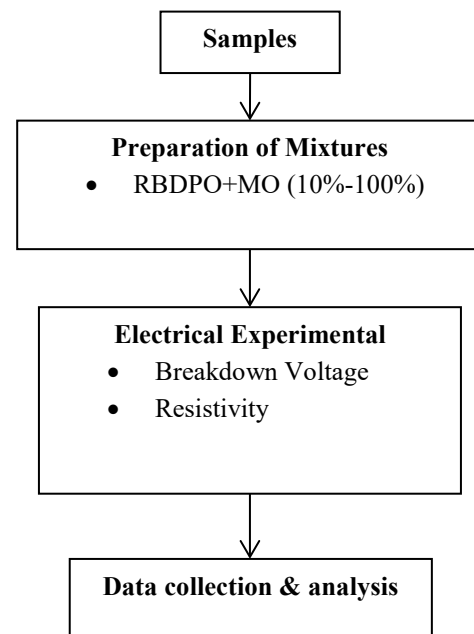 Samples
Preparation of Mixtures
• RBDPO+MO (10%-100%)
Electrical Experimental
• Breakdown Voltage
• Resistivity
Data collection & analysis